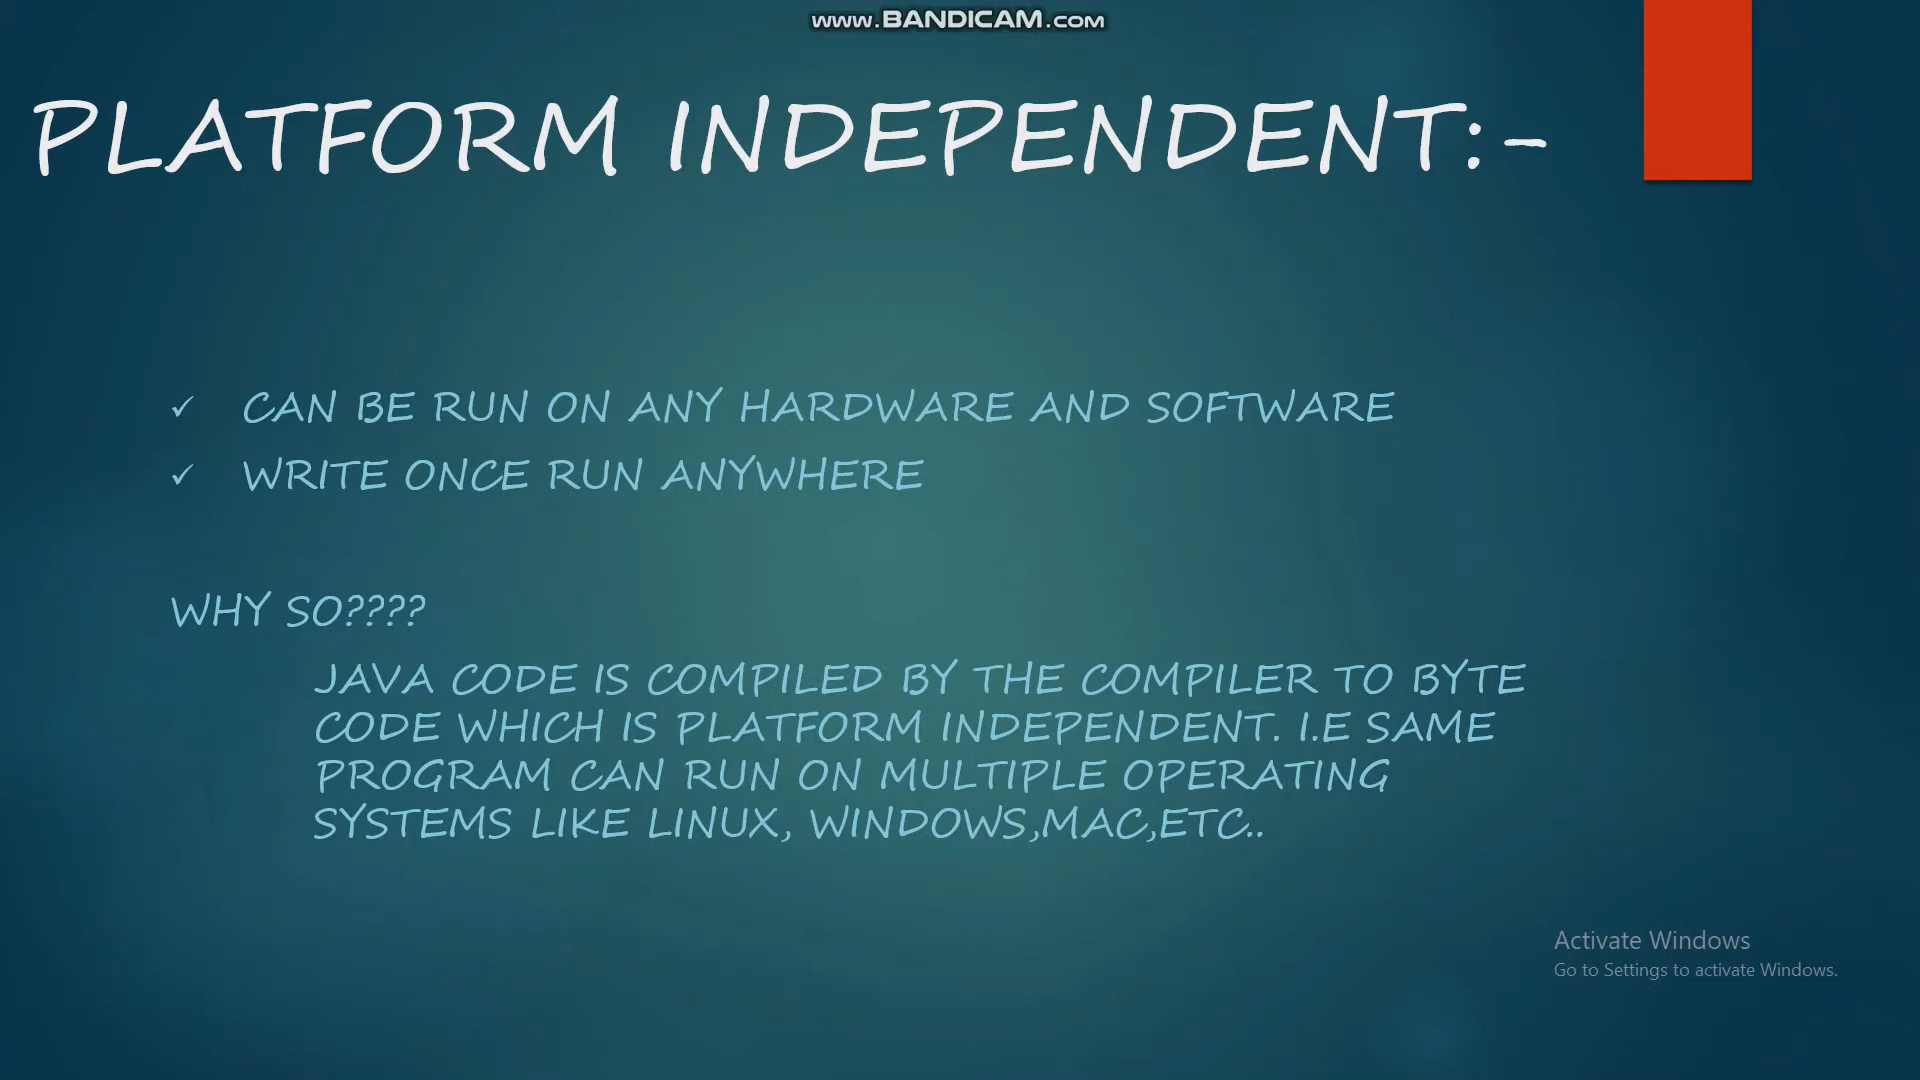 www.BANDICAM.com
PLATFORM INDEPENDENT:-
✓ CAN BE RUN ON ANY HARDWARE AND SOFTWARE
✓ WRITE ONCE RUN ANYWHERE
WHY SO????
JAVA CODE IS COMPILED BY THE COMPILER TO BYTE
CODE WHICH IS PLATFORM INDEPENDENT. I.E SAME
PROGRAM CAN RUN ON MULTIPLE OPERATING
SYSTEMS LIKE LINUX, WINDOWS,MAC,ETC..
Activate Windows
Go to Settings to activate Windows.